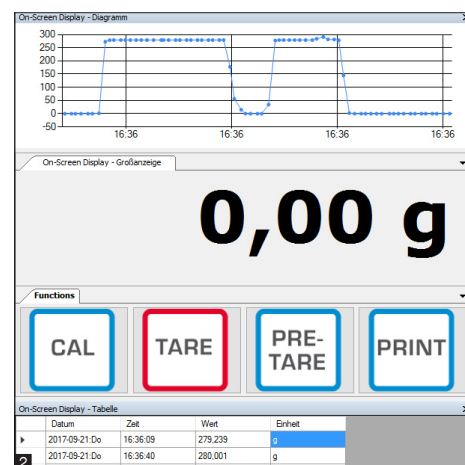 On-Screen Display - Diagramm
300
250
200
150
100
50
0
-50
16:36 16:36 16:36 16:36
On-Screen Display - Großanzeige
0,00 g
Functions
CAL TARE PRE-TARE PRINT
On-Screen Display - Tabelle
Datum Zeit Wert Einheit
2017-09-21:Do 16:36:09 279,239 g
2017-09-21:Do 16:36:40 280,001 g
2